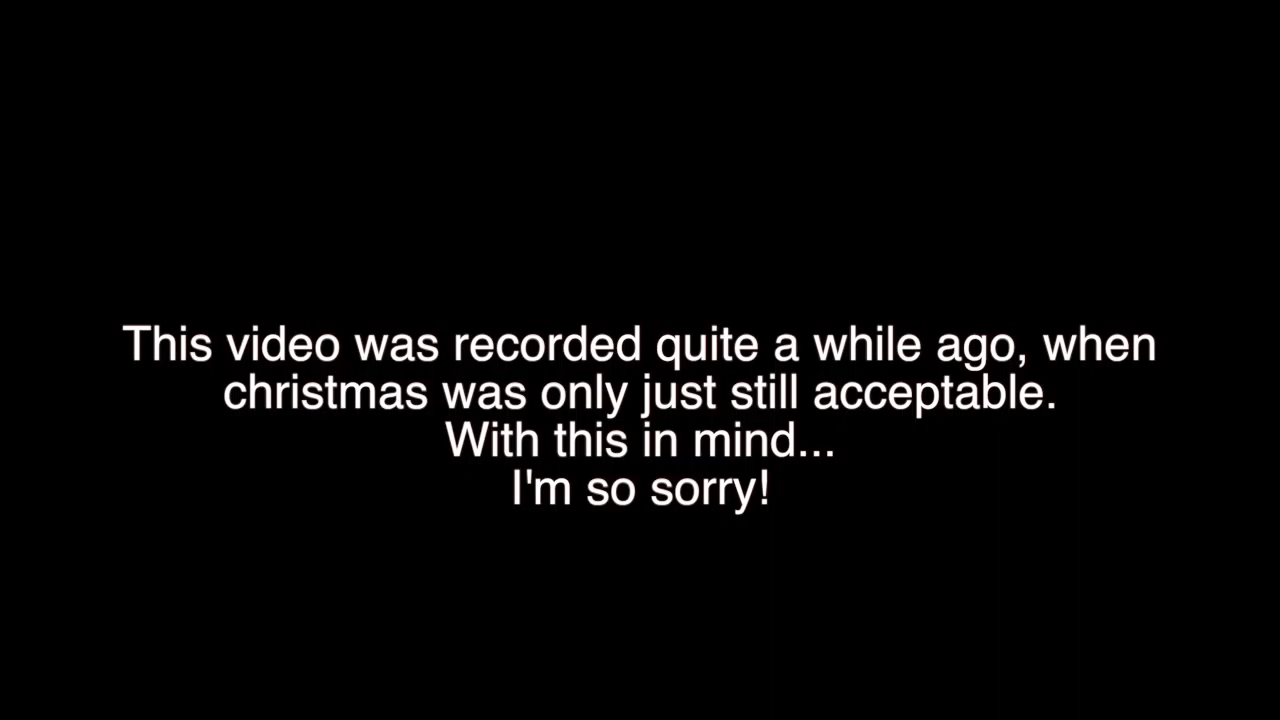 This video was recorded quite a while ago, when
christmas was only just still acceptable.
With this in mind...
I'm so sorry!